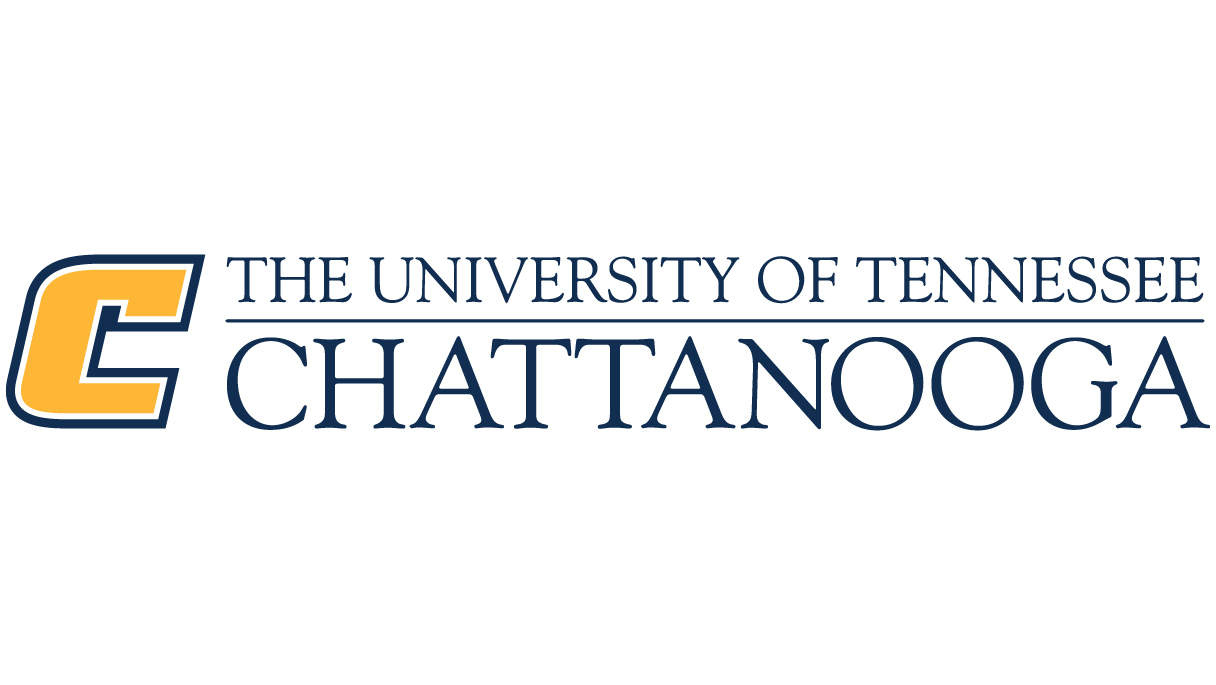 C
THE UNIVERSITY OF TENNESSEE
CHATTANOOGA